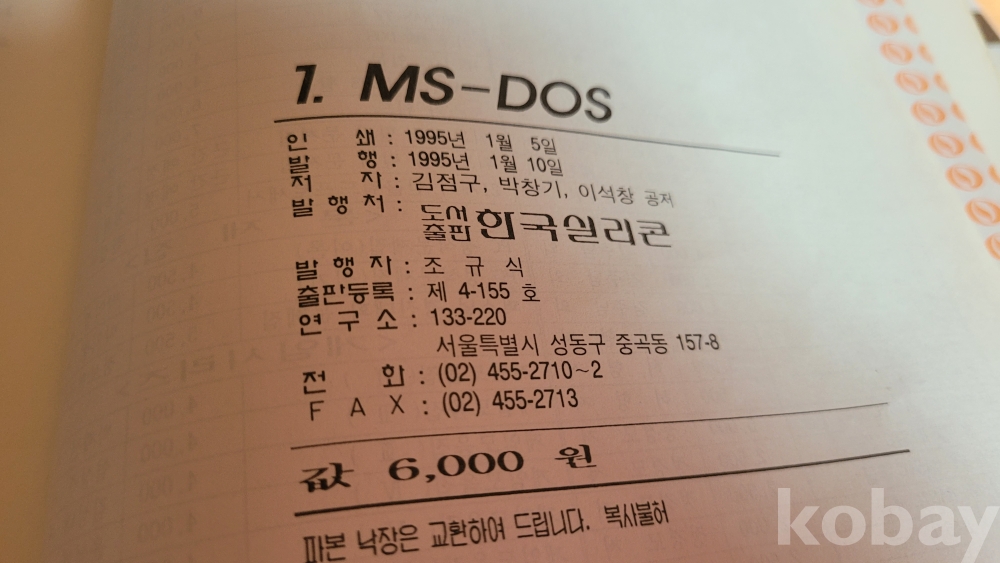 1. MS-DOS
인 쇄 : 1995년 1월 5일
발 행 : 1995년 1월 10일
저 자 : 김점구, 박창기, 이석창 공저
발 행 처 : 도서출판 한국실리콘
발 행 자 : 조 규 식
출판등록 : 제 4-155 호
연 구 소 : 133-220
서울특별시 성동구 중곡동 157-8
전 화 : (02) 455-2710~2
F A X : (02) 455-2713
값 6,000 원
파본 낙장은 교환하여 드립니다. 복사불허
kobay